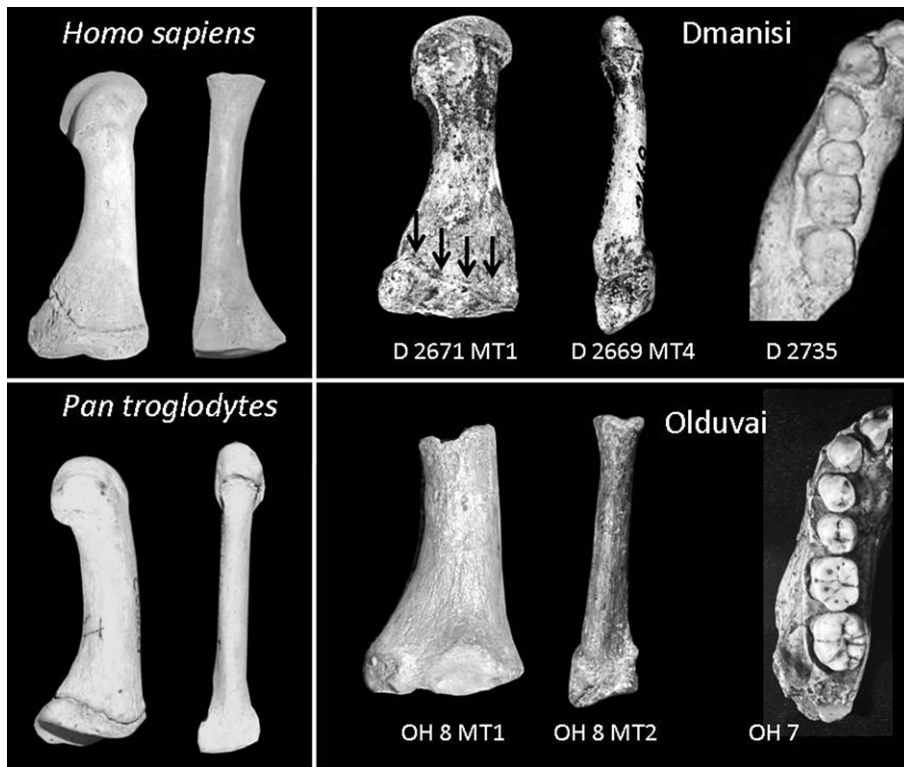 Homo sapiens
Dmanisi
D 2671 MT1
D 2669 MT4
D 2735
Pan troglodytes
Olduvai
OH 8 MT1
OH 8 MT2
OH 7